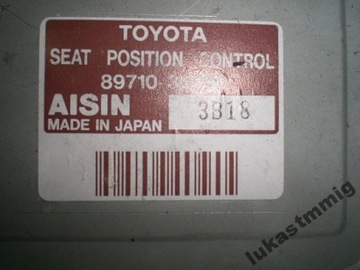 TOYOTA
SEAT POSITION CONTROL
89710-
AISIN
3B18
MADE IN JAPAN
lukastmmig